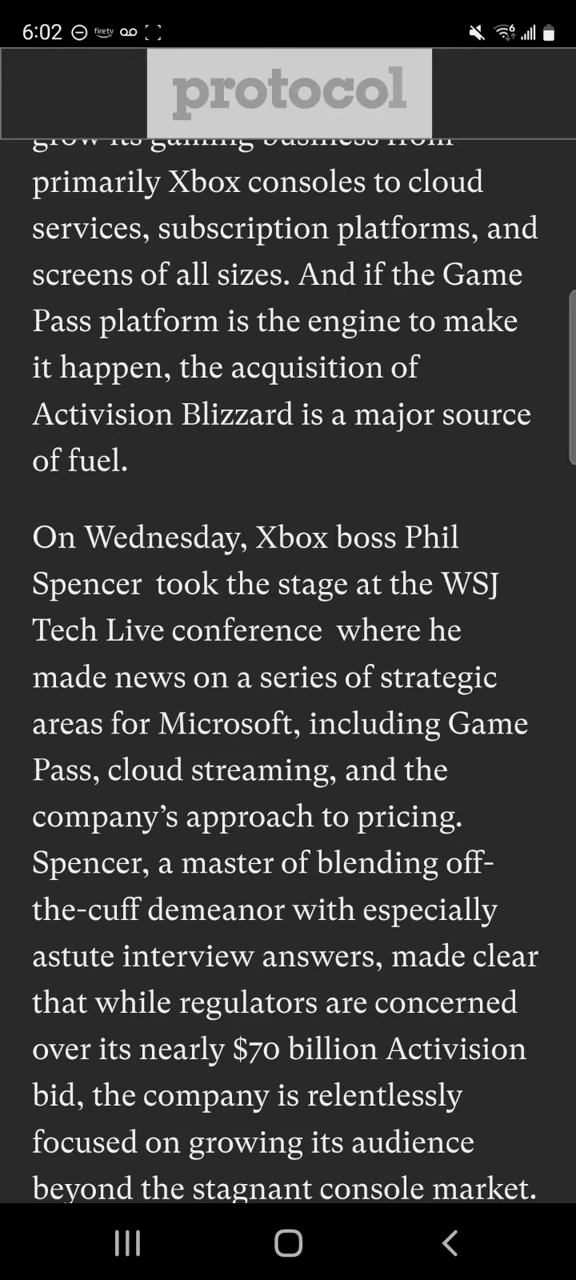 6:02 firetv
protocol
grow its gaming business from
primarily Xbox consoles to cloud
services, subscription platforms, and
screens of all sizes. And if the Game
Pass platform is the engine to make
it happen, the acquisition of
Activision Blizzard is a major source
of fuel.
On Wednesday, Xbox boss Phil
Spencer took the stage at the WSJ
Tech Live conference where he
made news on a series of strategic
areas for Microsoft, including Game
Pass, cloud streaming, and the
company’s approach to pricing.
Spencer, a master of blending off-
the-cuff demeanor with especially
astute interview answers, made clear
that while regulators are concerned
over its nearly $70 billion Activision
bid, the company is relentlessly
focused on growing its audience
beyond the stagnant console market.